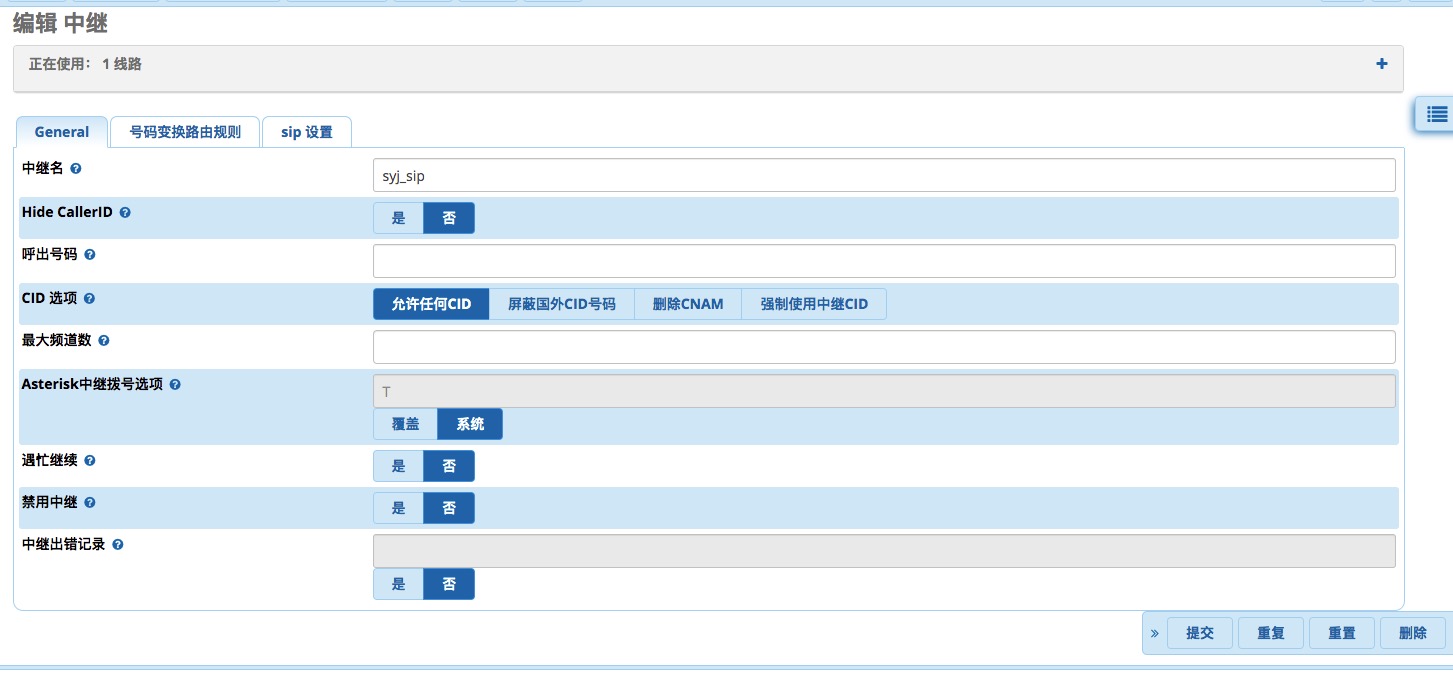 编辑 中继
正在使用： 1 线路
General 号码变换路由规则 sip 设置
中继名
syj_sip
Hide CallerID
是 否
呼出号码
CID 选项
允许任何CID 屏蔽国外CID号码 删除CNAM 强制使用中继CID
最大频道数
Asterisk中继拨号选项
T
覆盖 系统
遇忙继续
是 否
禁用中继
是 否
中继出错记录
是 否
» 提交 重复 重置 删除